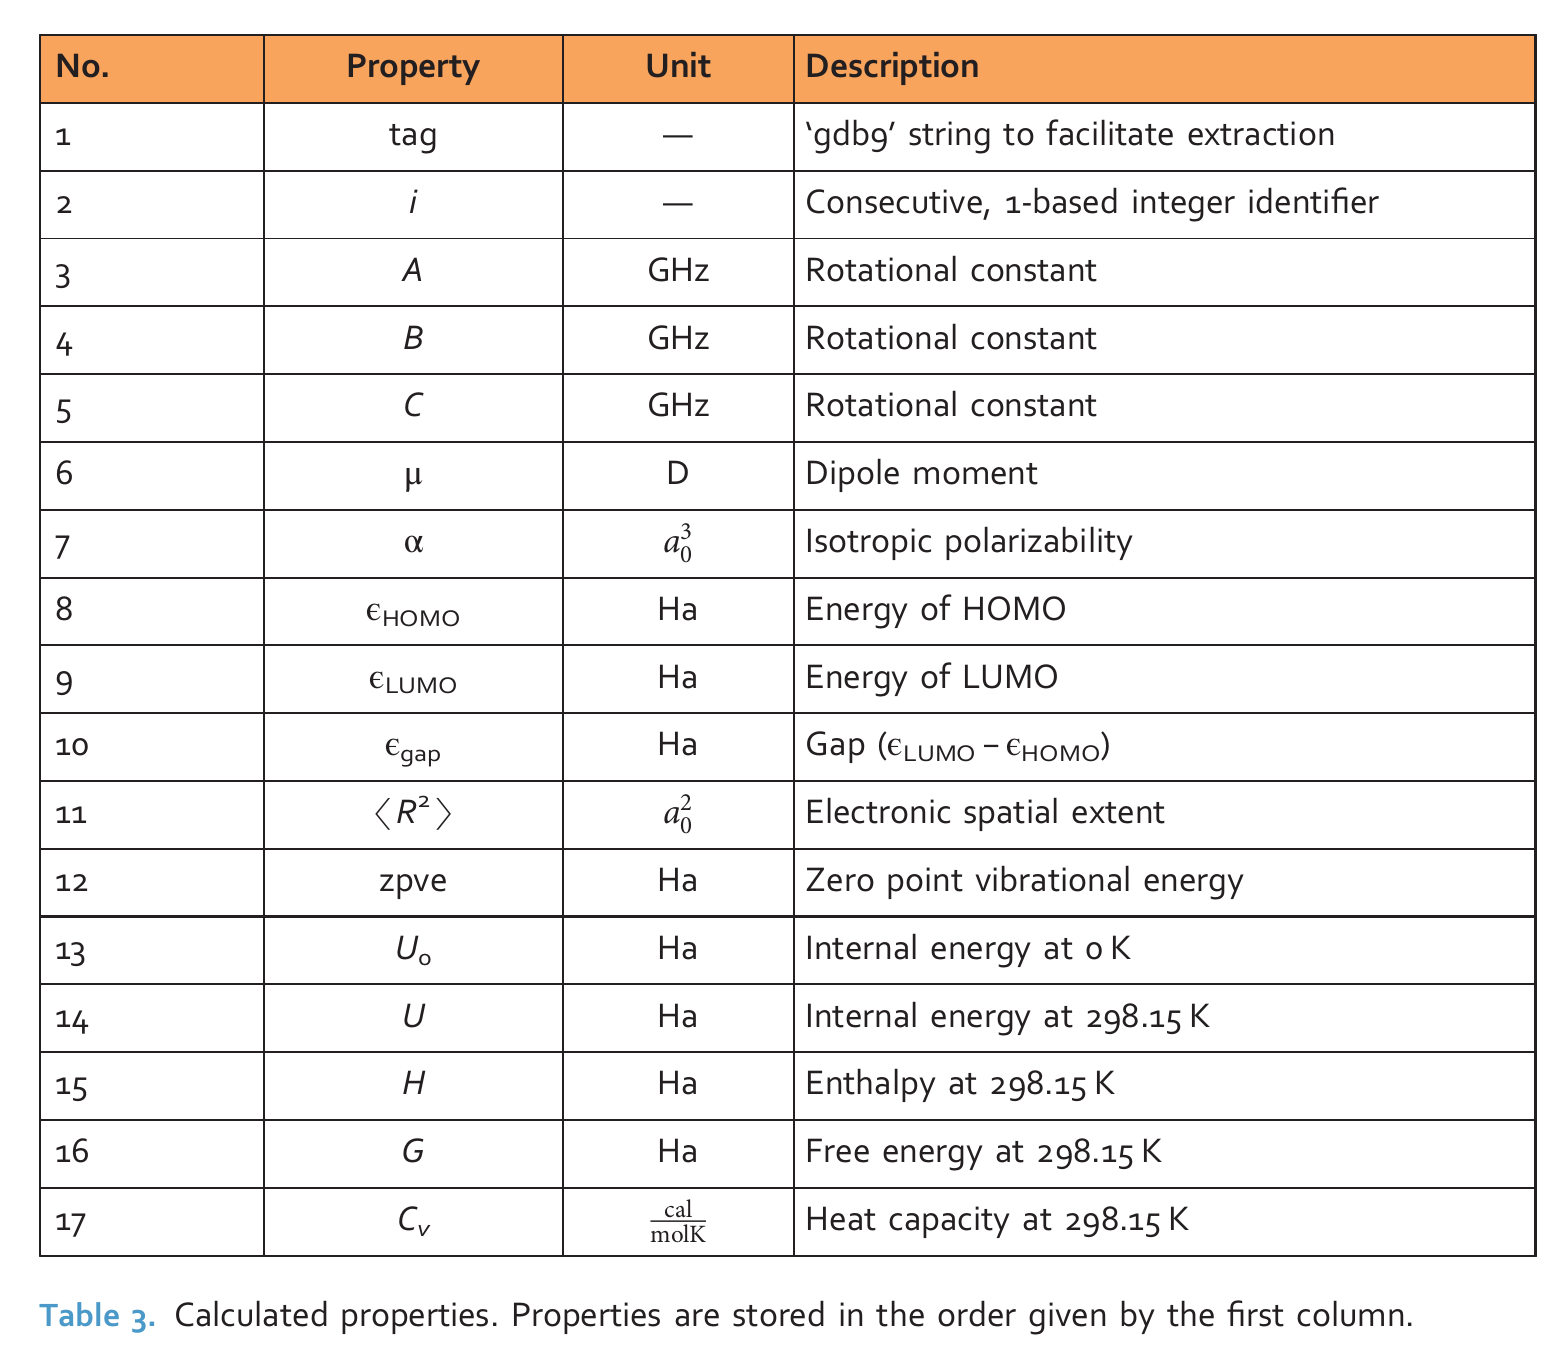 No. Property Unit Description
1 tag — ‘gdb9’ string to facilitate extraction
2 i — Consecutive, 1-based integer identifier
3 A GHz Rotational constant
4 B GHz Rotational constant
5 C GHz Rotational constant
6 μ D Dipole moment
7 α a₀³ Isotropic polarizability
8 ϵHOMO Ha Energy of HOMO
9 ϵLUMO Ha Energy of LUMO
10 ϵgap Ha Gap (ϵLUMO – ϵHOMO)
11 〈R²〉 a₀² Electronic spatial extent
12 zpve Ha Zero point vibrational energy
13 U₀ Ha Internal energy at 0 K
14 U Ha Internal energy at 298.15 K
15 H Ha Enthalpy at 298.15 K
16 G Ha Free energy at 298.15 K
17 Cv cal/molK Heat capacity at 298.15 K
Table 3. Calculated properties. Properties are stored in the order given by the first column.